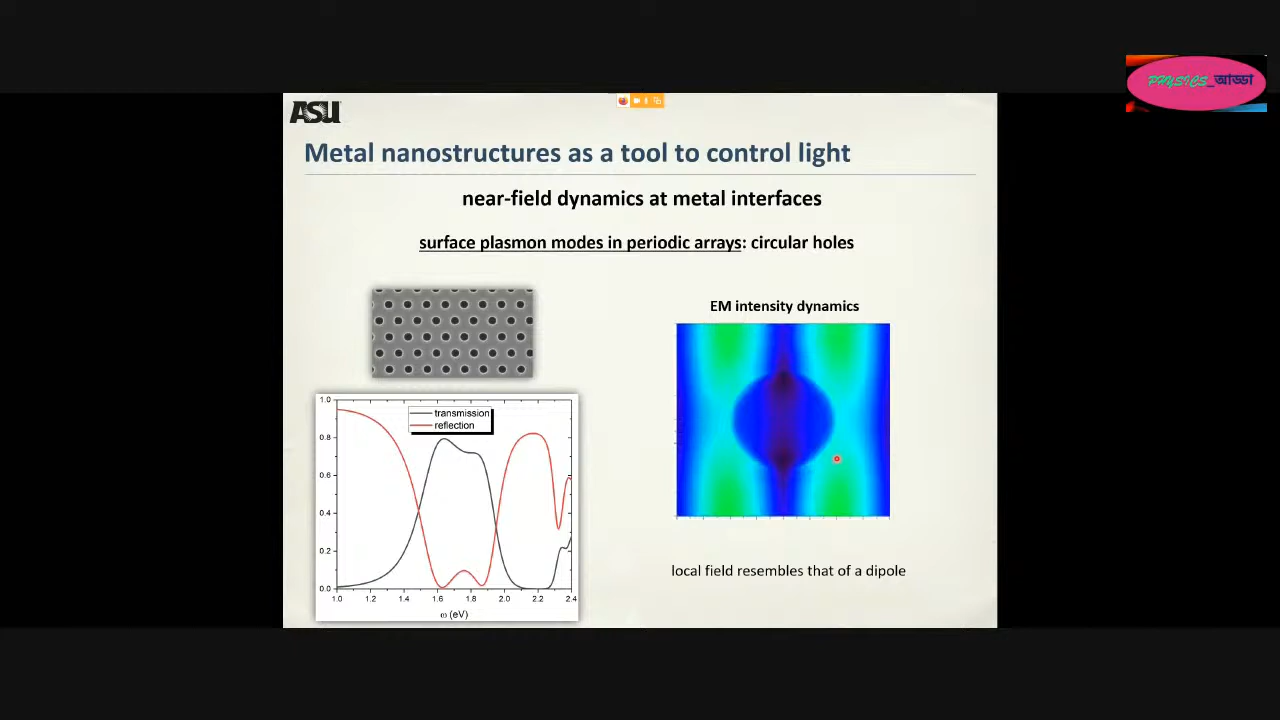 PHYSICS_আড্ডা
ASU
Metal nanostructures as a tool to control light
near-field dynamics at metal interfaces
surface plasmon modes in periodic arrays: circular holes
EM intensity dynamics
1.0
0.8
0.6
0.4
0.2
0.0
transmission
reflection
1.0 1.2 1.4 1.6 1.8 2.0 2.2 2.4
ω (eV)
local field resembles that of a dipole